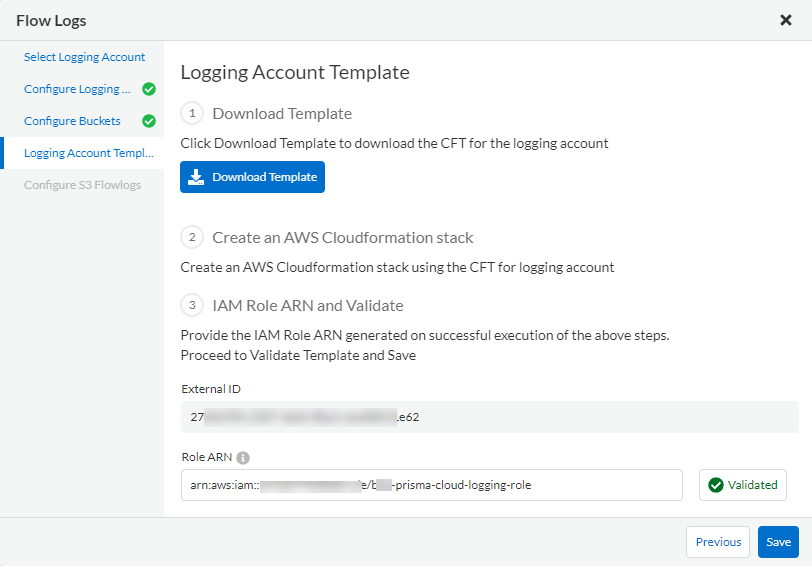 Flow Logs
Select Logging Account
Configure Logging ...
Configure Buckets
Logging Account Templ...
Configure S3 Flowlogs
Logging Account Template
1 Download Template
Click Download Template to download the CFT for the logging account
Download Template
2 Create an AWS Cloudformation stack
Create an AWS Cloudformation stack using the CFT for logging account
3 IAM Role ARN and Validate
Provide the IAM Role ARN generated on successful execution of the above steps.
Proceed to Validate Template and Save
External ID
27 .e62
Role ARN
arn:aws:iam:: e/b -prisma-cloud-logging-role
Validated
Previous
Save